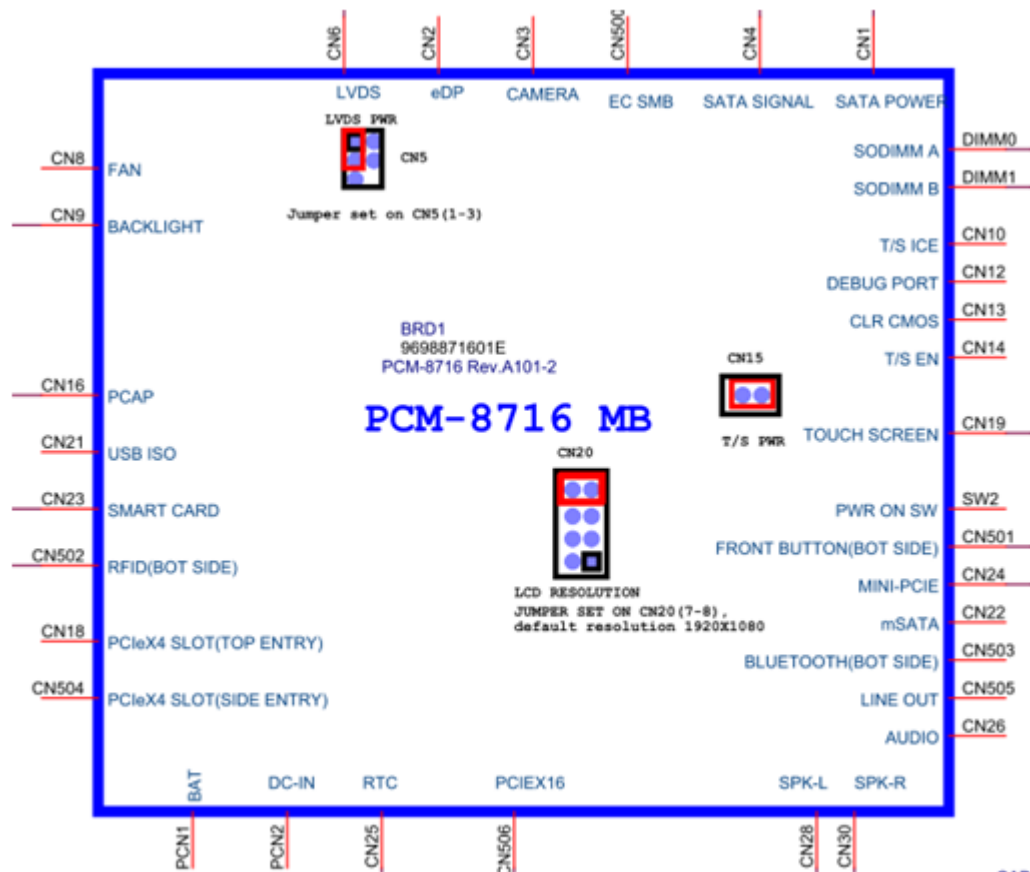 CN6
CN2
CN3
CN500
CN4
CN1
LVDS
eDP
CAMERA
EC SMB
SATA SIGNAL
SATA POWER
LVDS PWR
CN5
Jumper set on CN5(1-3)
CN8
FAN
CN9
BACKLIGHT
SODIMM A
DIMM0
SODIMM B
DIMM1
T/S ICE
CN10
DEBUG PORT
CN12
CLR CMOS
CN13
T/S EN
CN14
BRD1
9698871601E
PCM-8716 Rev.A101-2
PCM-8716 MB
CN15
T/S PWR
CN16
PCAP
CN21
USB ISO
CN23
SMART CARD
CN502
RFID(BOT SIDE)
CN18
PCIeX4 SLOT(TOP ENTRY)
CN504
PCIeX4 SLOT(SIDE ENTRY)
CN20
LCD RESOLUTION
JUMPER SET ON CN20(7-8),
default resolution 1920X1080
TOUCH SCREEN
CN19
PWR ON SW
SW2
FRONT BUTTON(BOT SIDE)
CN501
MINI-PCIE
CN24
mSATA
CN22
BLUETOOTH(BOT SIDE)
CN503
LINE OUT
CN505
AUDIO
CN26
BAT
DC-IN
RTC
PCIEX16
SPK-L
SPK-R
PCN1
PCN2
CN25
CN506
CN28
CN30